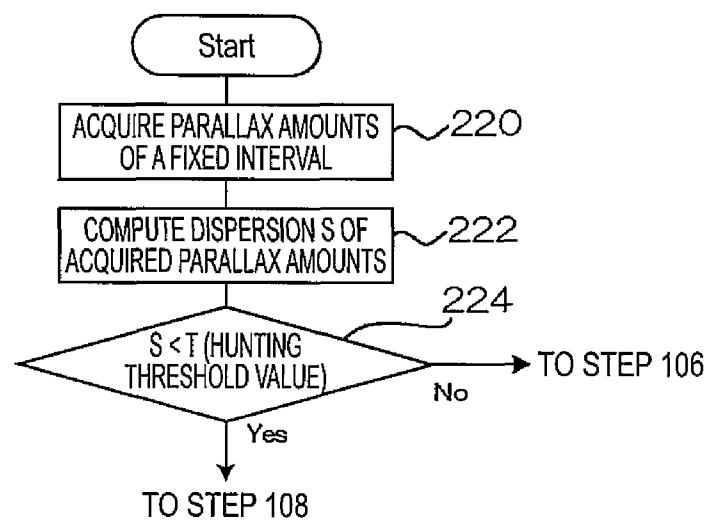 Start
ACQUIRE PARALLAX AMOUNTS
OF A FIXED INTERVAL
220
COMPUTE DISPERSION S OF
ACQUIRED PARALLAX AMOUNTS
222
224
S < T (HUNTING
THRESHOLD VALUE)
TO STEP 106
No
Yes
TO STEP 108